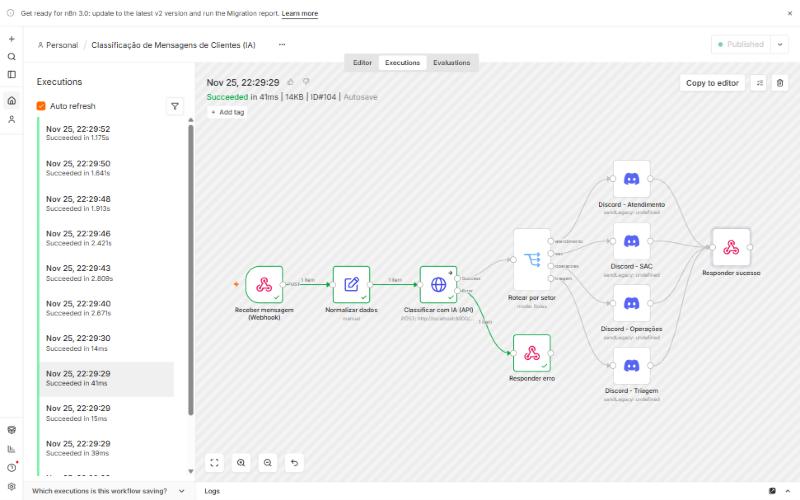 Get ready for n8n 3.0: update to the latest v2 version and run the Migration report. Learn more
Personal / Classificação de Mensagens de Clientes (IA)
Published
Editor
Executions
Evaluations
Executions
Auto refresh
Nov 25, 22:29:52
Succeeded in 1.175s
Nov 25, 22:29:50
Succeeded in 1.641s
Nov 25, 22:29:48
Succeeded in 1.913s
Nov 25, 22:29:46
Succeeded in 2.421s
Nov 25, 22:29:43
Succeeded in 2.809s
Nov 25, 22:29:40
Succeeded in 2.671s
Nov 25, 22:29:30
Succeeded in 14ms
Nov 25, 22:29:29
Succeeded in 41ms
Nov 25, 22:29:29
Succeeded in 15ms
Nov 25, 22:29:29
Succeeded in 39ms
Which executions is this workflow saving?
Nov 25, 22:29:29
Succeeded in 41ms | 14KB | ID#104 | Autosave
+ Add tag
Copy to editor
POST
1 item
1 item
Success
Error
1 item
Receber mensagem
(Webhook)
Normalizar dados
manual
Classificar com IA (API)
Rotear por setor
mode: Rules
Responder erro
Discord - Atendimento
sendLegacy: undefined
Discord - SAC
sendLegacy: undefined
Discord - Operações
sendLegacy: undefined
Discord - Triagem
sendLegacy: undefined
Responder sucesso
Logs